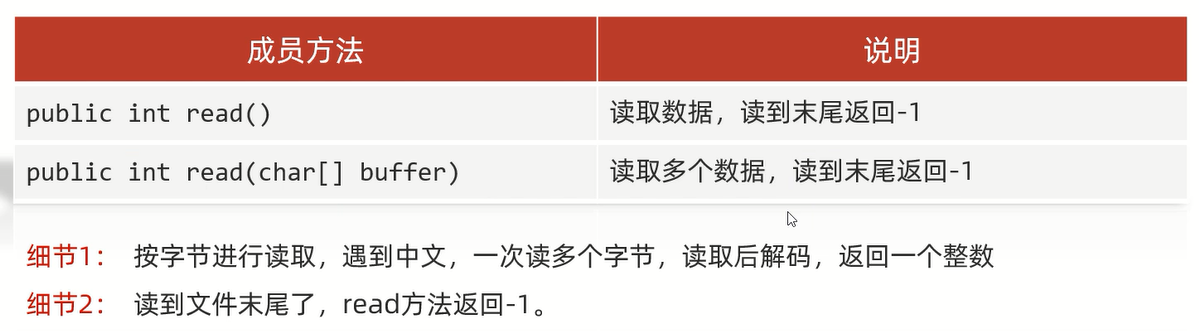 成员方法 说明
public int read() 读取数据，读到末尾返回-1
public int read(char[] buffer) 读取多个数据，读到末尾返回-1
细节1： 按字节进行读取，遇到中文，一次读多个字节，读取后解码，返回一个整数
细节2： 读到文件末尾了，read方法返回-1。